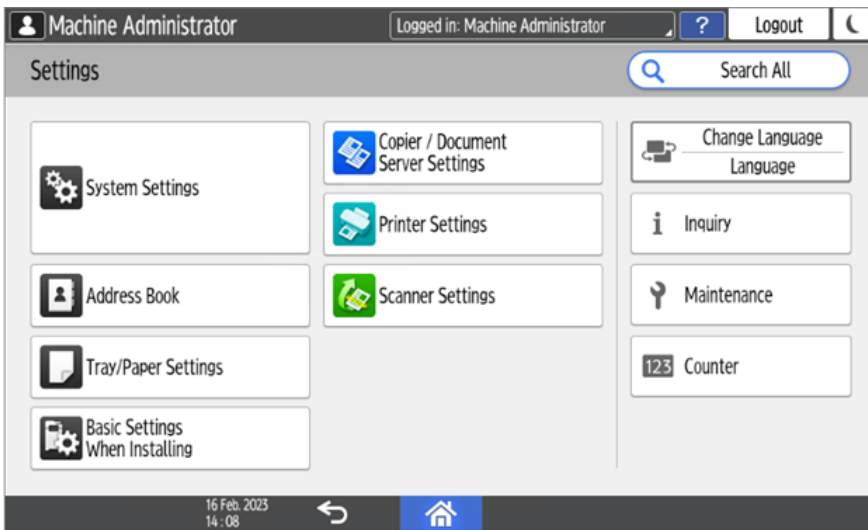 Machine Administrator
Logged in: Machine Administrator
?
Logout
Settings
Search All
System Settings
Copier / Document
Server Settings
Change Language
Language
Printer Settings
i Inquiry
Address Book
Scanner Settings
Maintenance
Tray/Paper Settings
123 Counter
Basic Settings
When Installing
16 Feb. 2023
14 : 08